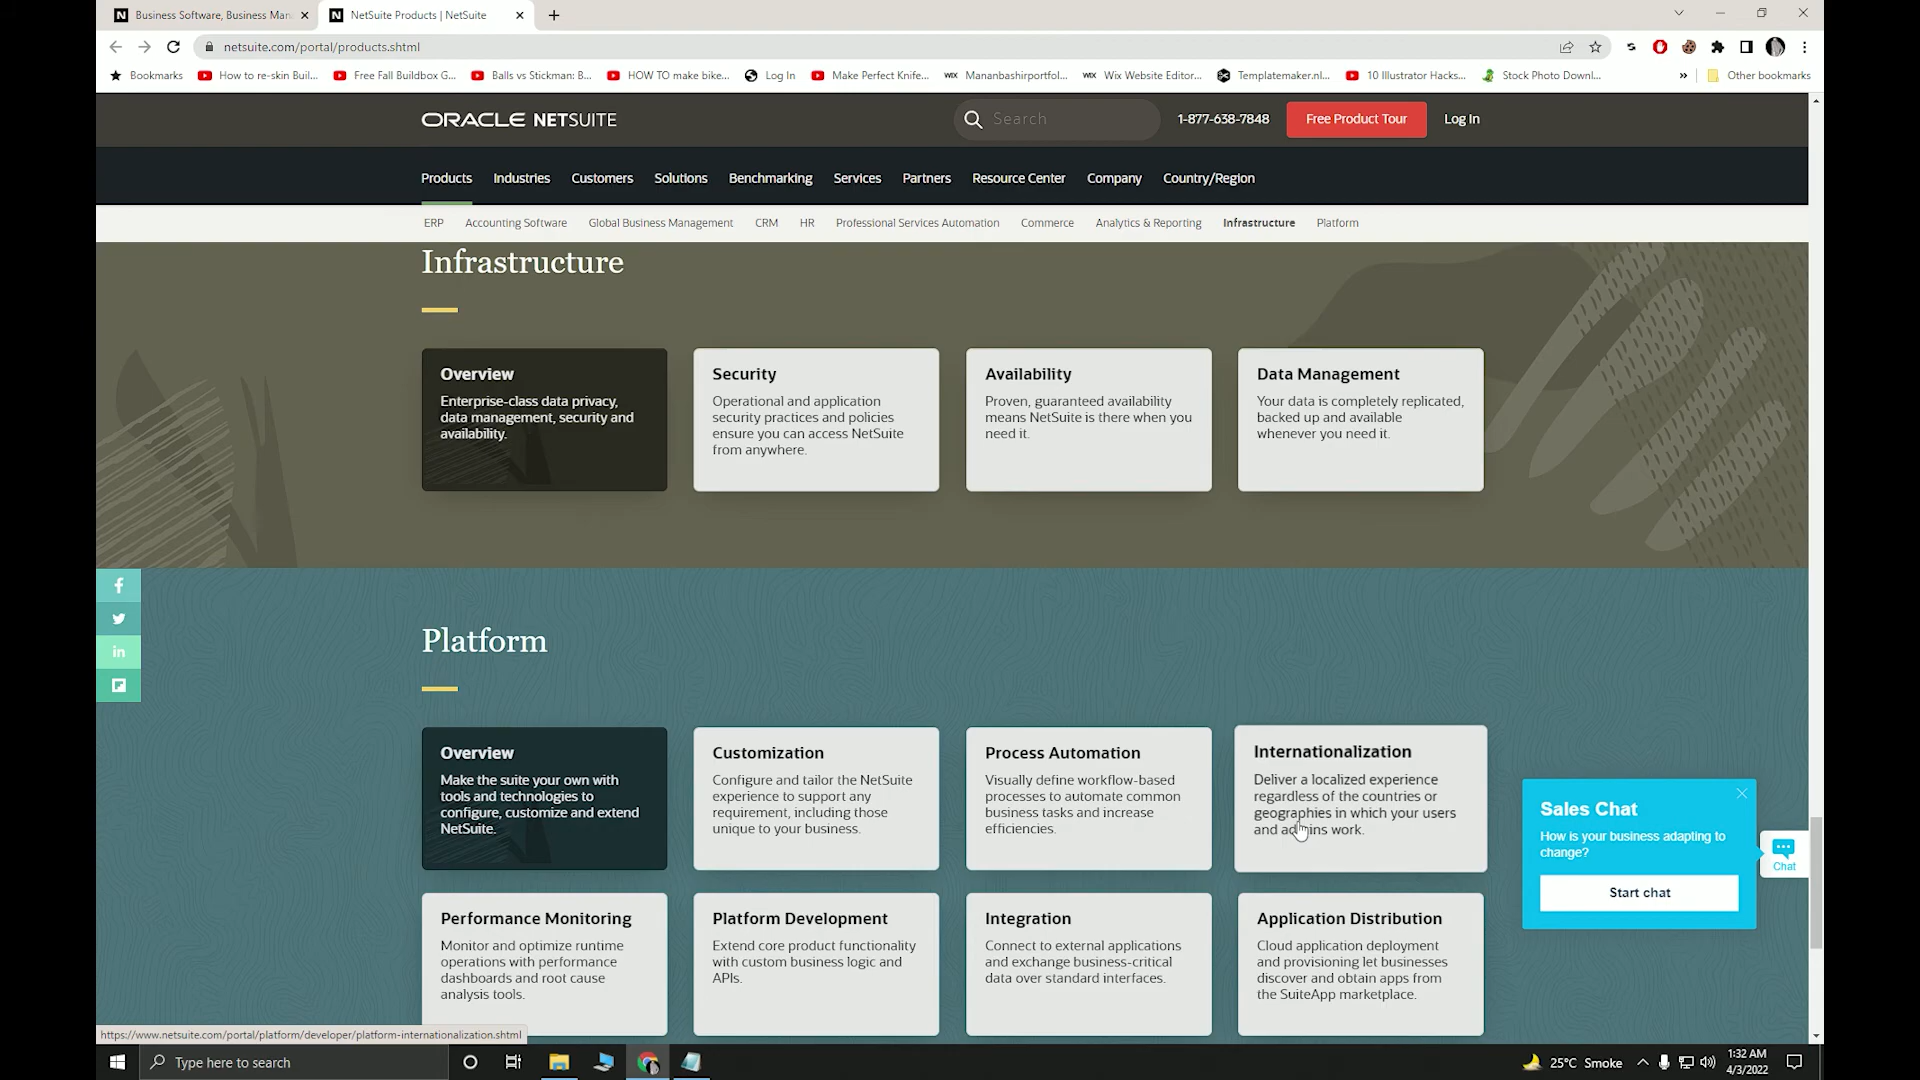 Business Software, Business Man
NetSuite Products | NetSuite
netsuite.com/portal/products.shtml
Bookmarks
How to re-skin Buil...
Free Fall Buildbox G...
Balls vs Stickman: B...
HOW TO make bike...
Log In
Make Perfect Knife...
WIX Mananbashirportfol...
WIX Wix Website Editor...
Templatemaker.nl...
10 Illustrator Hacks...
Stock Photo Downl...
»
Other bookmarks
ORACLE NETSUITE
Search
1-877-638-7848
Free Product Tour
Log In
Products
Industries
Customers
Solutions
Benchmarking
Services
Partners
Resource Center
Company
Country/Region
ERP
Accounting Software
Global Business Management
CRM
HR
Professional Services Automation
Commerce
Analytics & Reporting
Infrastructure
Platform
Infrastructure
Overview
Enterprise-class data privacy,
data management, security and
availability.
Security
Operational and application
security practices and policies
ensure you can access NetSuite
from anywhere.
Availability
Proven, guaranteed availability
means NetSuite is there when you
need it.
Data Management
Your data is completely replicated,
backed up and available
whenever you need it.
Platform
Overview
Make the suite your own with
tools and technologies to
configure, customize and extend
NetSuite.
Customization
Configure and tailor the NetSuite
experience to support any
requirement, including those
unique to your business.
Process Automation
Visually define workflow-based
processes to automate common
business tasks and increase
efficiencies.
Internationalization
Deliver a localized experience
regardless of the countries or
geographies in which your users
and admins work.
Performance Monitoring
Monitor and optimize runtime
operations with performance
dashboards and root cause
analysis tools.
Platform Development
Extend core product functionality
with custom business logic and
APIs.
Integration
Connect to external applications
and exchange business-critical
data over standard interfaces.
Application Distribution
Cloud application deployment
and provisioning let businesses
discover and obtain apps from
the SuiteApp marketplace.
Sales Chat
How is your business adapting to
change?
Start chat
Chat
https://www.netsuite.com/portal/platform/developer/platform-internationalization.shtml
Type here to search
25°C Smoke
1:32 AM
4/3/2022